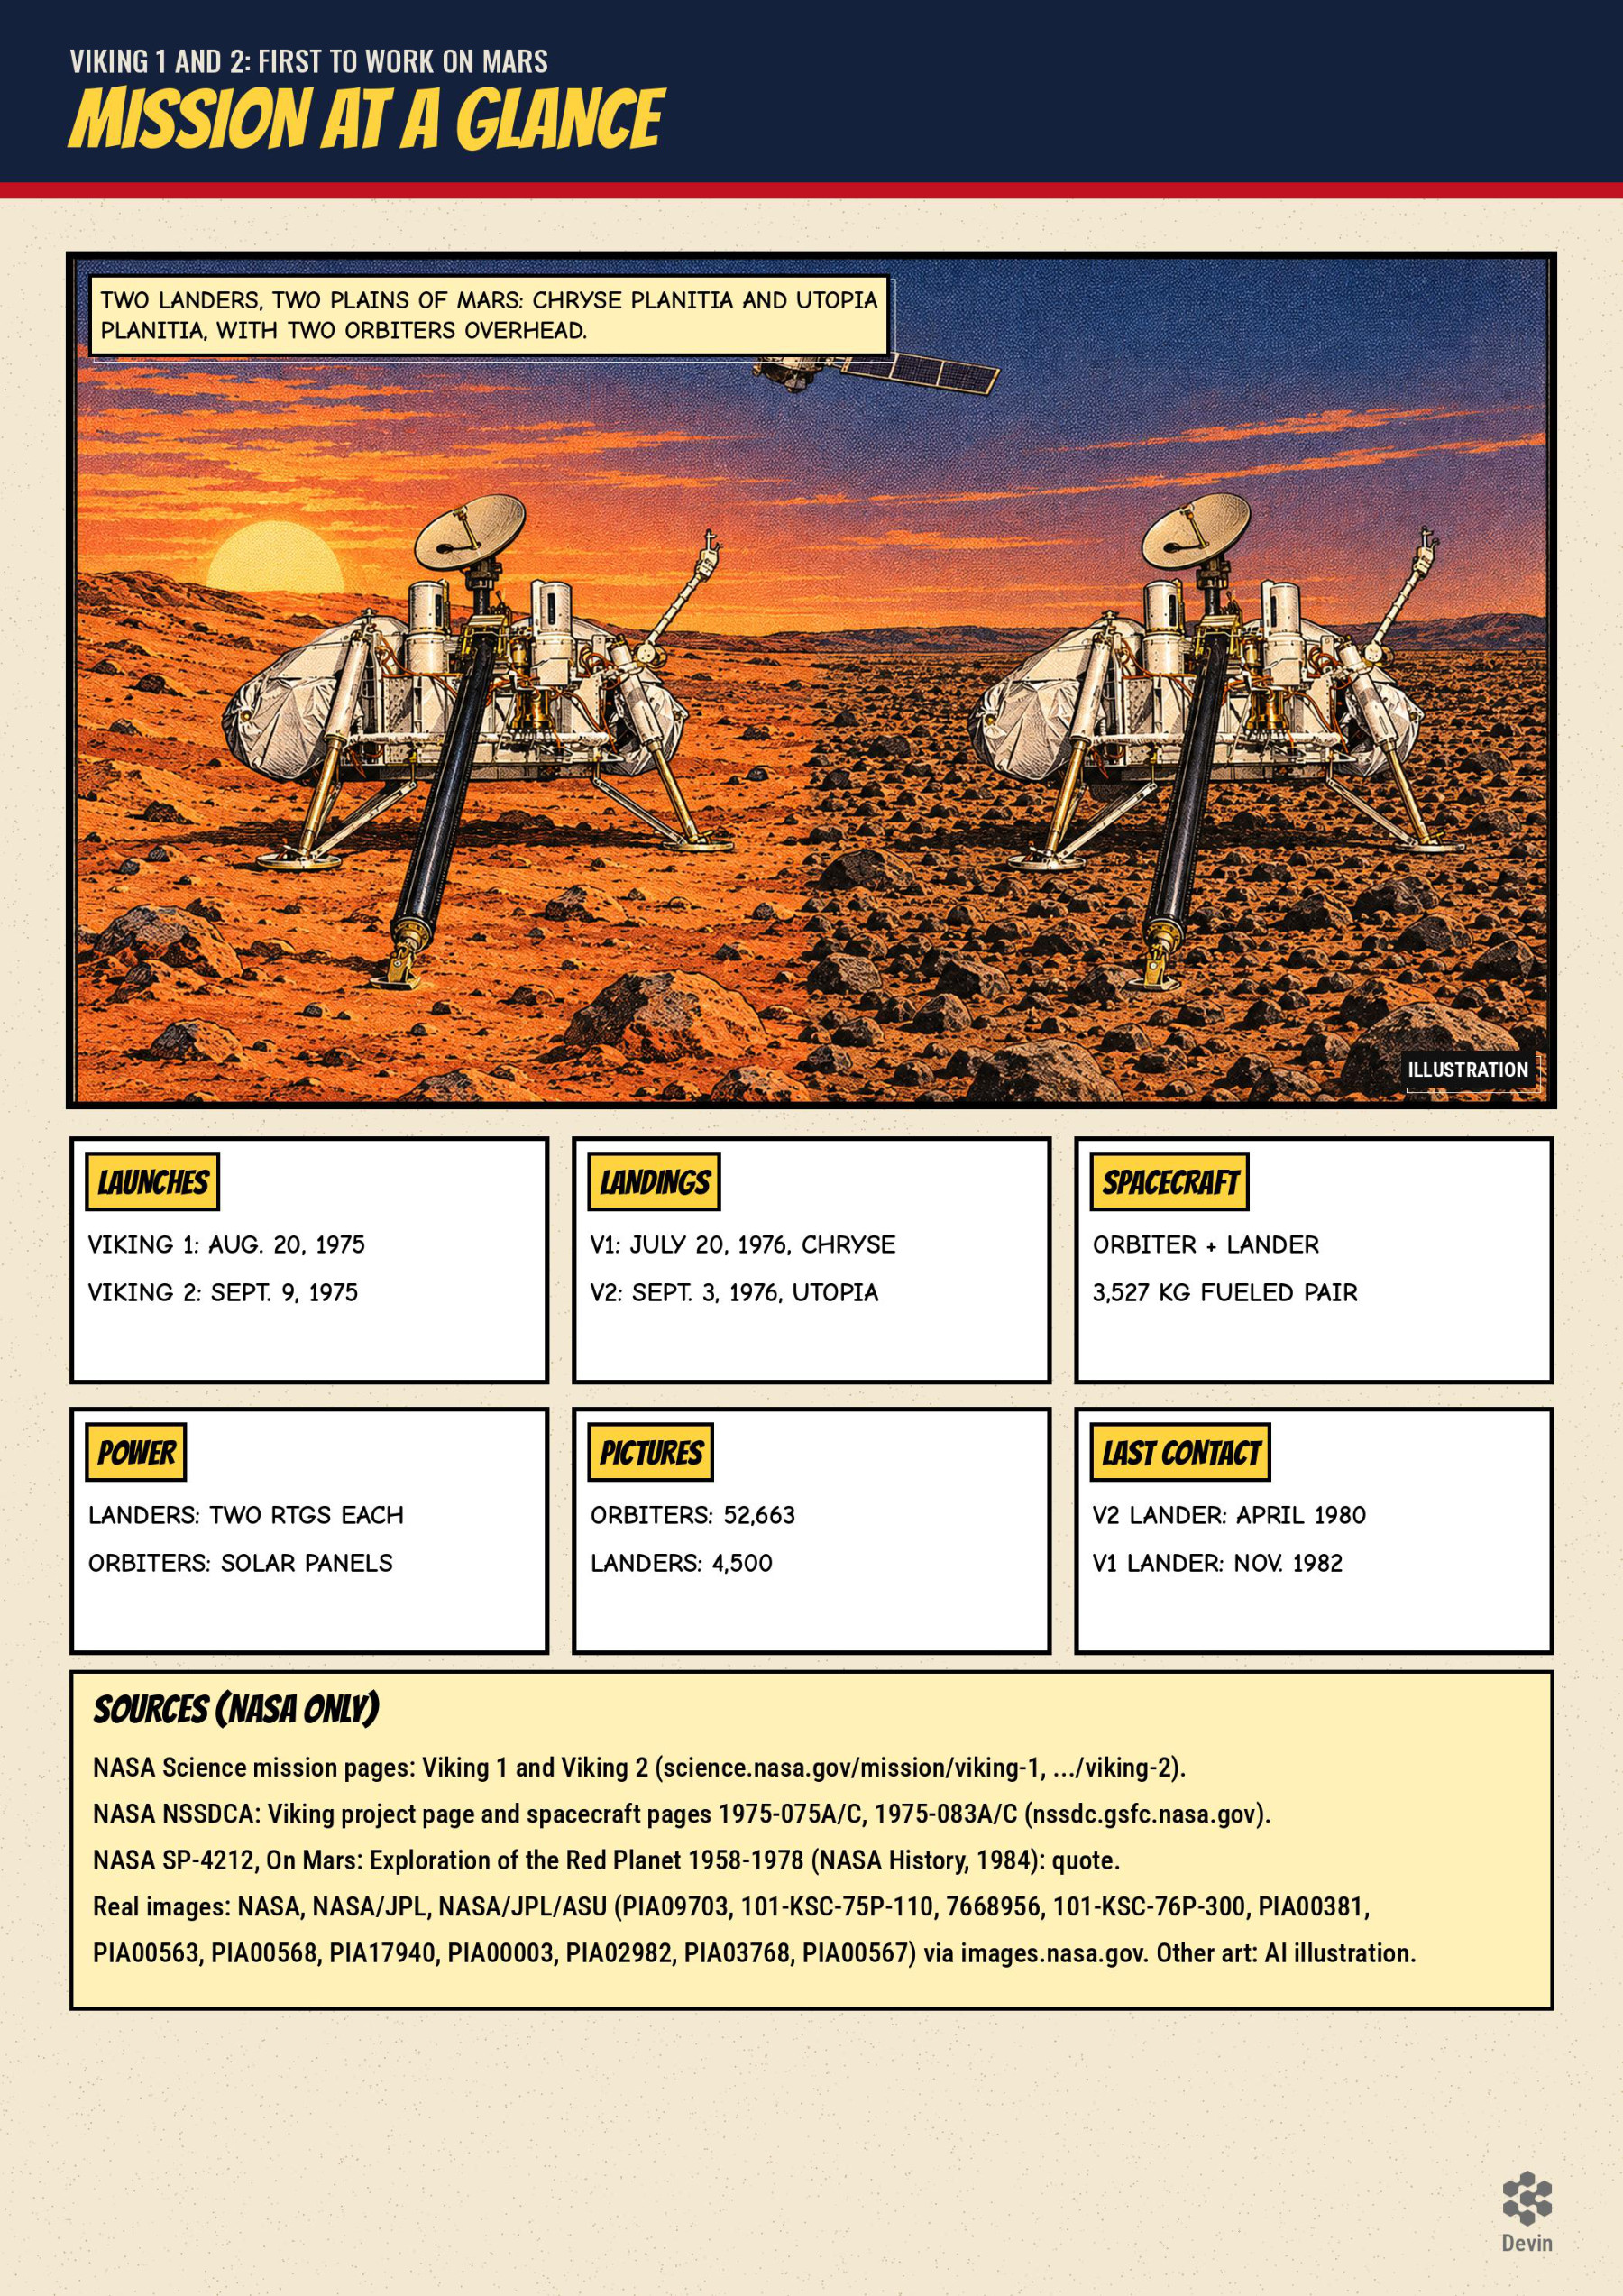 VIKING 1 AND 2: FIRST TO WORK ON MARS
MISSION AT A GLANCE
TWO LANDERS, TWO PLAINS OF MARS: CHRYSE PLANITIA AND UTOPIA
PLANITIA, WITH TWO ORBITERS OVERHEAD.
ILLUSTRATION
LAUNCHES
VIKING 1: AUG. 20, 1975
VIKING 2: SEPT. 9, 1975
LANDINGS
V1: JULY 20, 1976, CHRYSE
V2: SEPT. 3, 1976, UTOPIA
SPACECRAFT
ORBITER + LANDER
3,527 KG FUELED PAIR
POWER
LANDERS: TWO RTGS EACH
ORBITERS: SOLAR PANELS
PICTURES
ORBITERS: 52,663
LANDERS: 4,500
LAST CONTACT
V2 LANDER: APRIL 1980
V1 LANDER: NOV. 1982
SOURCES (NASA ONLY)
NASA Science mission pages: Viking 1 and Viking 2 (science.nasa.gov/mission/viking-1, .../viking-2).
NASA NSSDCA: Viking project page and spacecraft pages 1975-075A/C, 1975-083A/C (nssdc.gsfc.nasa.gov).
NASA SP-4212, On Mars: Exploration of the Red Planet 1958-1978 (NASA History, 1984): quote.
Real images: NASA, NASA/JPL, NASA/JPL/ASU (PIA09703, 101-KSC-75P-110, 7668956, 101-KSC-76P-300, PIA00381,
PIA00563, PIA00568, PIA17940, PIA00003, PIA02982, PIA03768, PIA00567) via images.nasa.gov. Other art: AI illustration.
Devin